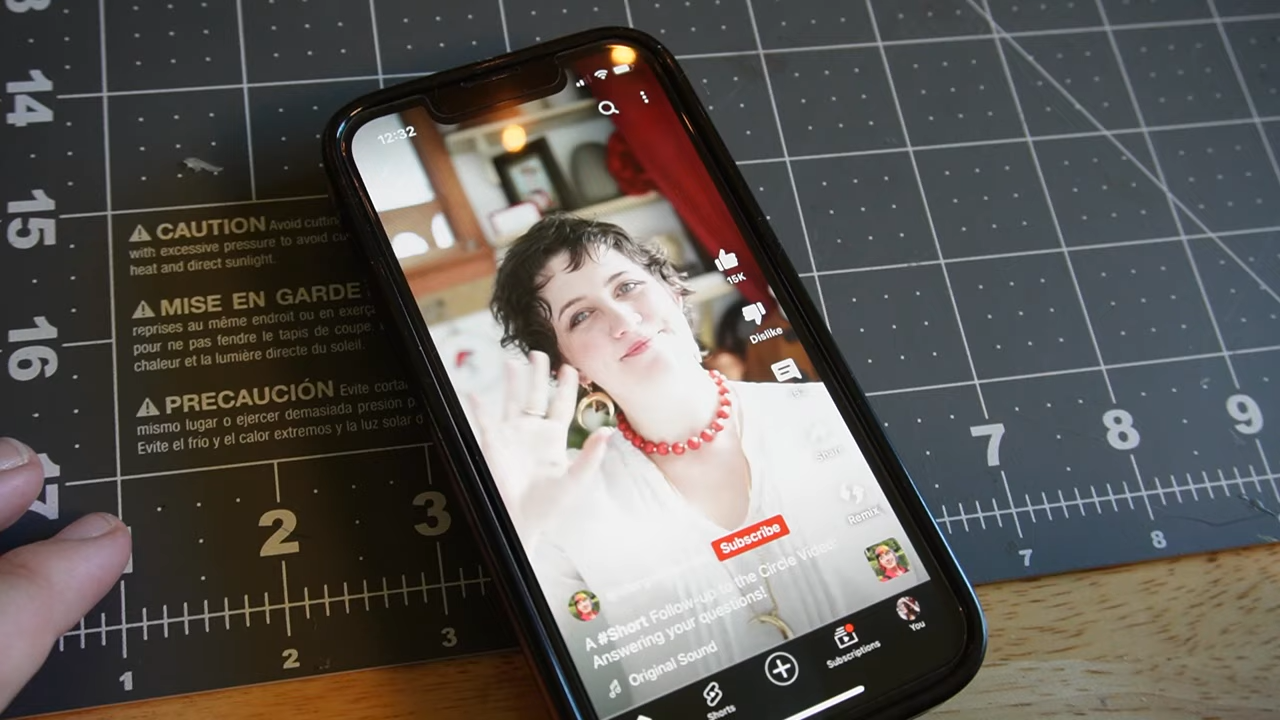 13
14
15
16
17
CAUTION Avoid cutting
with excessive pressure to avoid
heat and direct sunlight.
MISE EN GARDE
reprises au même endroit ou en
pour ne pas fendre le tapis de coupe.
chaleur et la lumière directe du soleil.
PRECAUCIÓN Evite
mismo lugar o ejercer demasiada presión
Evite el frío y el calor extremos y la luz solar
2
3
1
2
3
12:32
15K
Dislike
Share
Remix
Subscribe
A #Short Follow-up to the Circle Video:
Answering your questions!
Original Sound
Shorts
Subscriptions
You
7
8
9
7
8